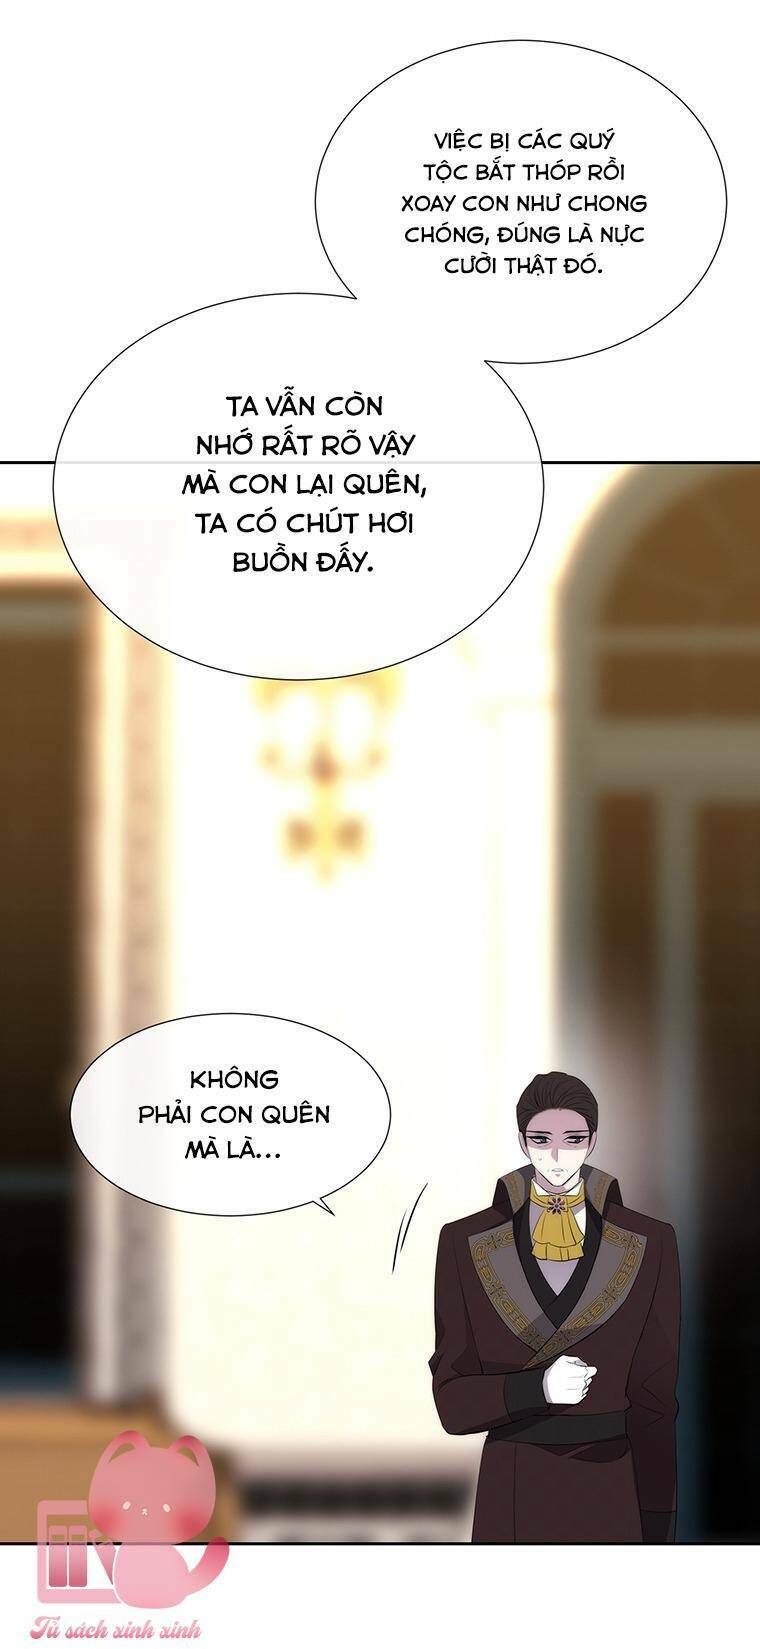 VIỆC BỊ CÁC QUÝ
TỘC BẮT THÓP RỒI
XOAY CON NHƯ CHONG
CHÓNG, ĐÚNG LÀ NỰC
CƯỜI THẬT ĐÓ.
TA VẪN CÒN
NHỚ RẤT RÕ VẬY
MÀ CON LẠI QUÊN,
TA CÓ CHÚT HƠI
BUỒN ĐẤY.
KHÔNG
PHẢI CON QUÊN
MÀ LÀ...
Tủ sách xinh xinh